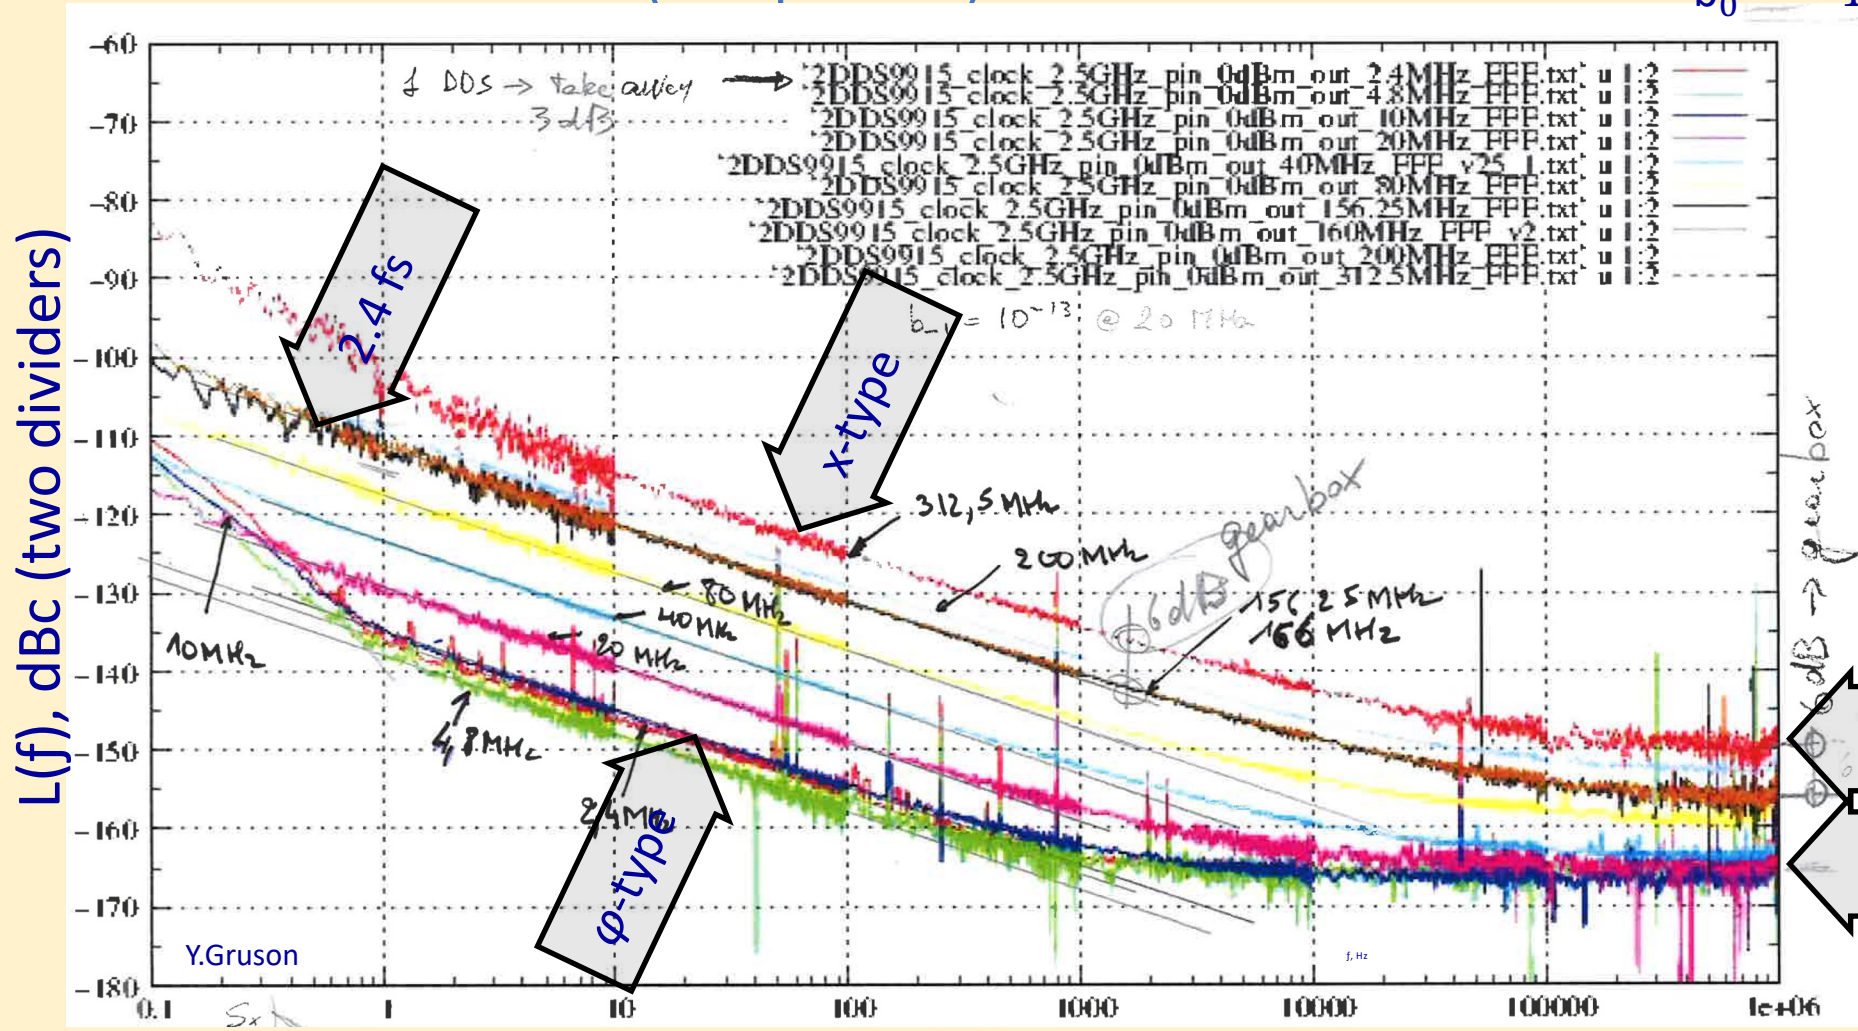 b₀
L(ƒ), dBc (two dividers)
−60
−70
−80
−90
−100
−110
−120
−130
−140
−150
−160
−170
−180
1 DDS → take away
3 dB
'2DDS9915_clock_2.5GHz_pin_0dBm_out_2.4MHz_FFF.txt' u 1:2
'2DDS9915_clock_2.5GHz_pin_0dBm_out_4.8MHz_FFF.txt' u 1:2
'2DDS9915_clock_2.5GHz_pin_0dBm_out_10MHz_FFF.txt' u 1:2
'2DDS9915_clock_2.5GHz_pin_0dBm_out_20MHz_FFF.txt' u 1:2
'2DDS9915_clock_2.5GHz_pin_0dBm_out_40MHz_FFF_v25_1.txt' u 1:2
'2DDS9915_clock_2.5GHz_pin_0dBm_out_80MHz_FFF.txt' u 1:2
'2DDS9915_clock_2.5GHz_pin_0dBm_out_156.25MHz_FFF.txt' u 1:2
'2DDS9915_clock_2.5GHz_pin_0dBm_out_160MHz_FFF_v2.txt' u 1:2
'2DDS9915_clock_2.5GHz_pin_0dBm_out_200MHz_FFF.txt' u 1:2
'2DDS9915_clock_2.5GHz_pin_0dBm_out_312.5MHz_FFF.txt' u 1:2
b₋₁ = 10⁻¹³ @ 20 MHz
2.4 fs
x-type
312,5 MHz
200 MHz
6dB gearbox
156,25 MHz
166 MHz
80 MHz
40 MHz
20 MHz
10 MHz
4,8 MHz
2,4 MHz
φ-type
6dB → gearbox
Y.Gruson
ƒ, Hz
0.1
1
10
100
1000
10000
100000
1e+06